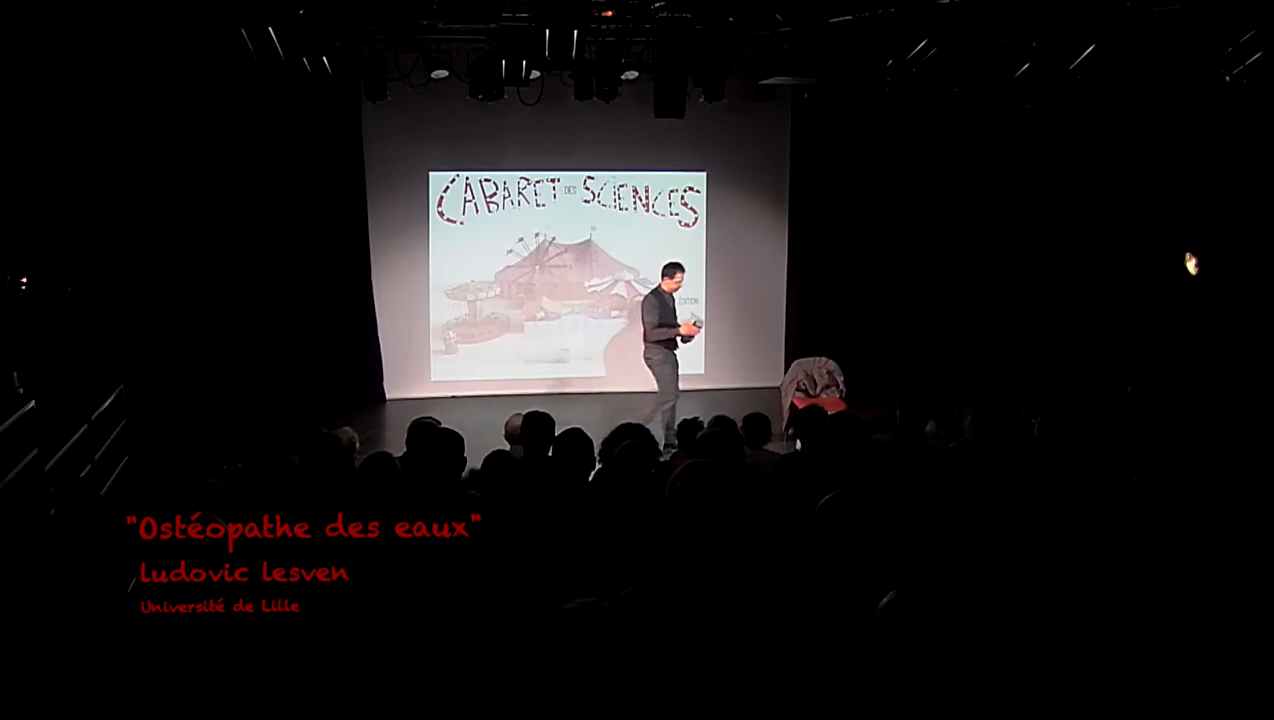 CABARET DES SCIENCES
ÉDITION
"Ostéopathe des eaux"
ludovic lesven
Université de Lille